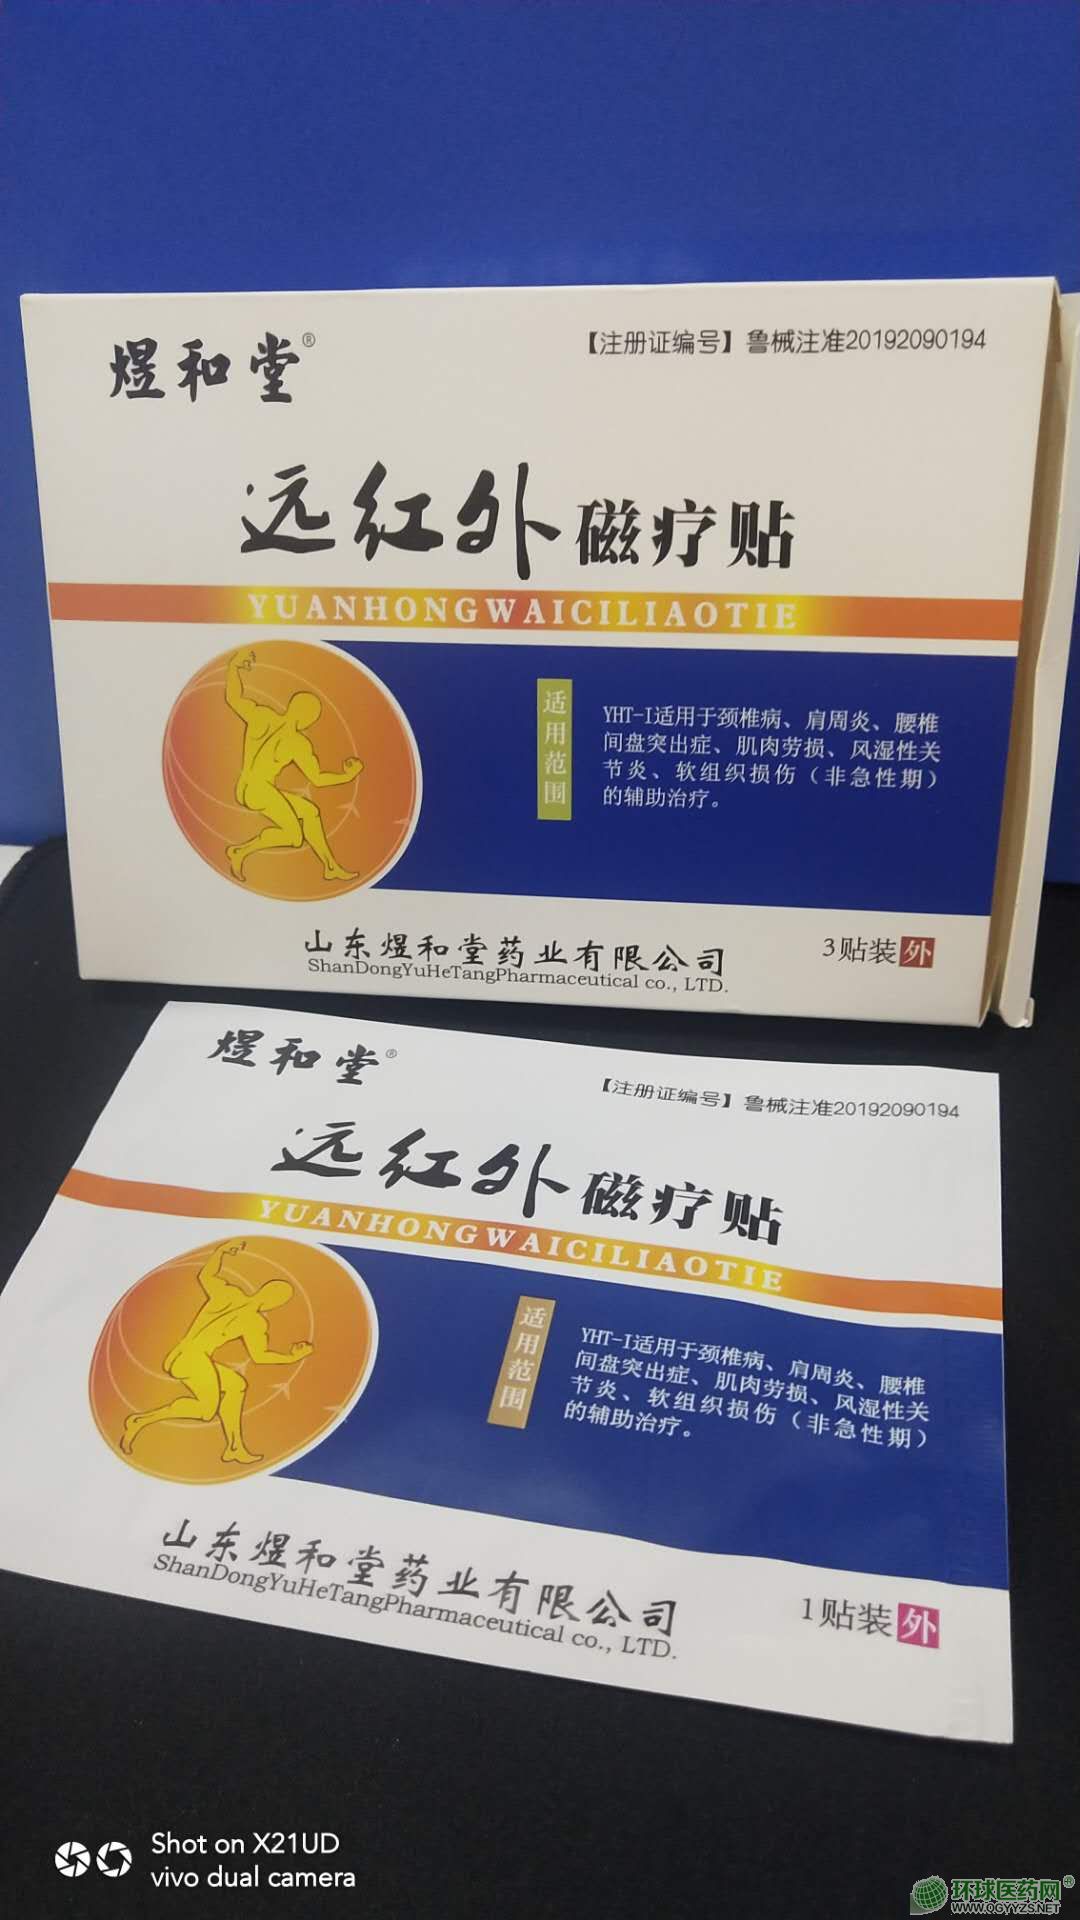 煜和堂®
【注册证编号】鲁械注准20192090194
远红外磁疗贴
YUANHONGWAICILIAOTIE
适用范围
YHT-I适用于颈椎病、肩周炎、腰椎
间盘突出症、肌肉劳损、风湿性关
节炎、软组织损伤（非急性期）
的辅助治疗。
山东煜和堂药业有限公司
ShanDongYuHeTangPharmaceutical co., LTD.
3贴装 外
煜和堂®
【注册证编号】鲁械注准20192090194
远红外磁疗贴
YUANHONGWAICILIAOTIE
适用范围
YHT-I适用于颈椎病、肩周炎、腰椎
间盘突出症、肌肉劳损、风湿性关
节炎、软组织损伤（非急性期）
的辅助治疗。
山东煜和堂药业有限公司
ShanDongYuHeTangPharmaceutical co., LTD.
1贴装 外
Shot on X21UD
vivo dual camera
环球医药网®
WWW.QGYYZS.NET